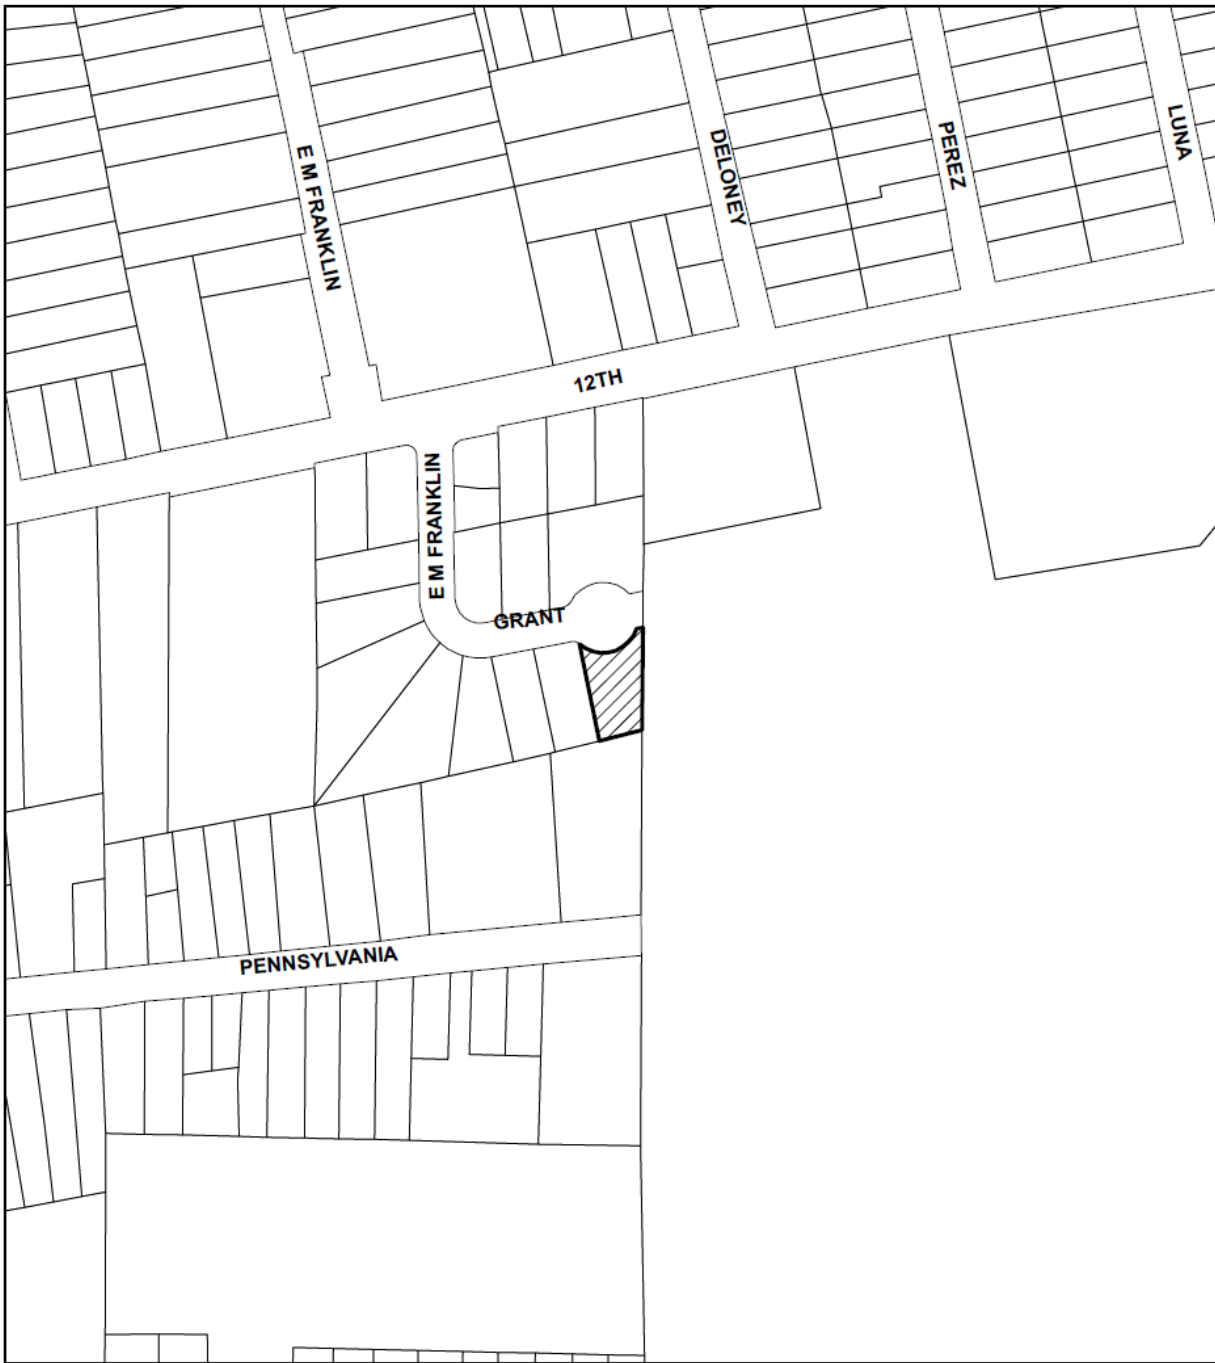 LUNA
DELONEY
PEREZ
E M FRANKLIN
12TH
E M FRANKLIN
GRANT
PENNSYLVANIA